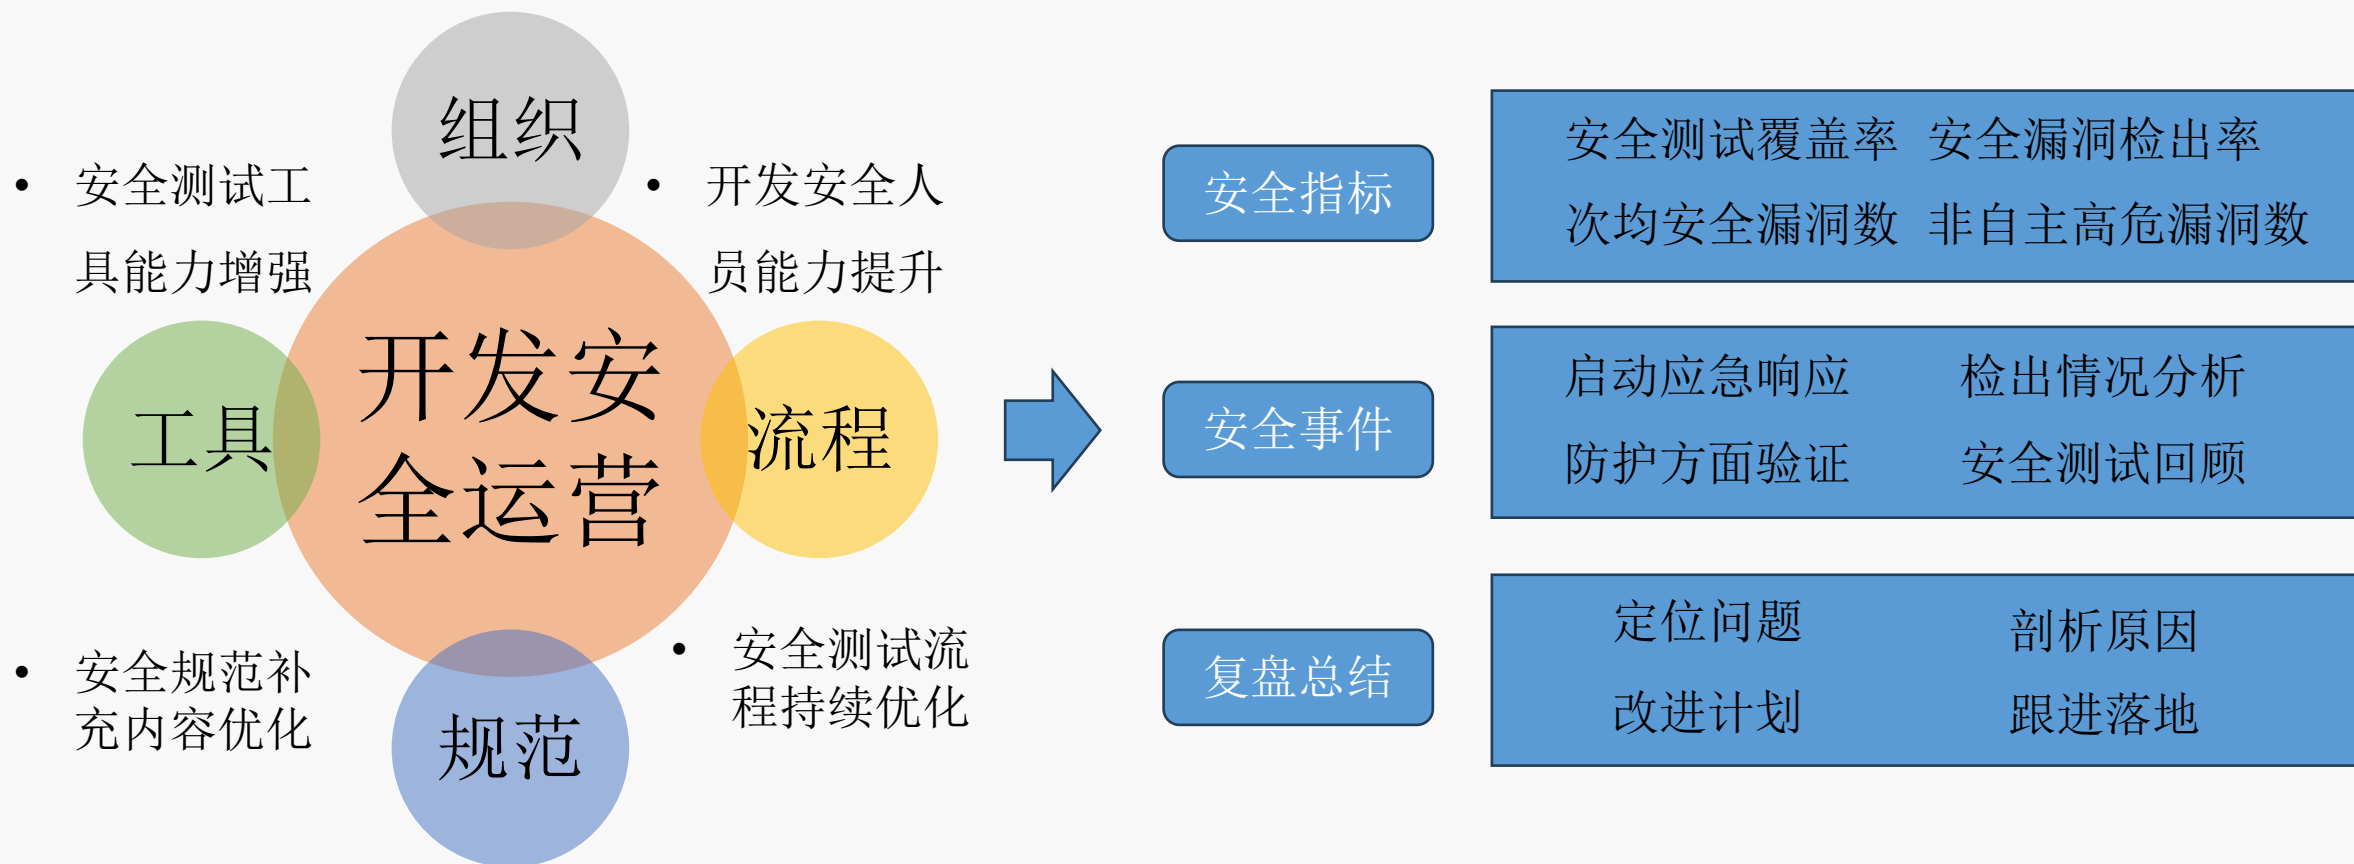 组织
• 安全测试工
具能力增强
• 开发安全人
员能力提升
工具
开发安
全运营
流程
• 安全规范补
充内容优化
规范
• 安全测试流
程持续优化
安全指标
安全测试覆盖率 安全漏洞检出率
次均安全漏洞数 非自主高危漏洞数
安全事件
启动应急响应 检出情况分析
防护方面验证 安全测试回顾
复盘总结
定位问题 剖析原因
改进计划 跟进落地